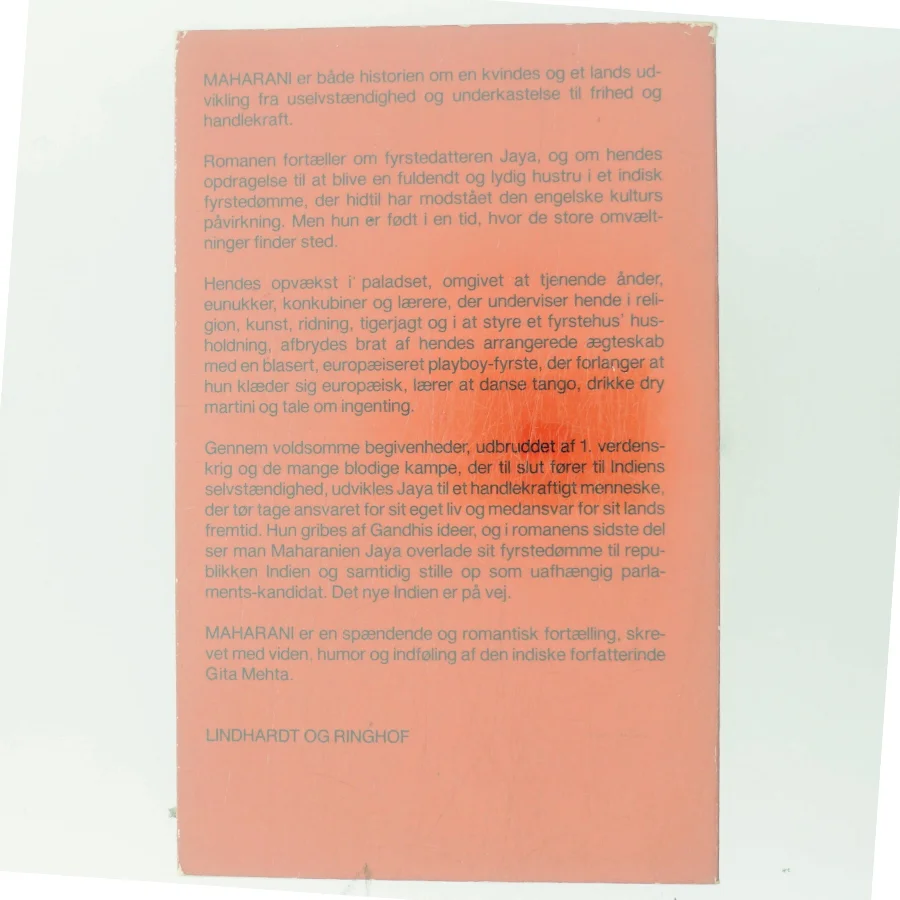 MAHARANI er både historien om en kvindes og et lands ud-
vikling fra uselvstændighed og underkastelse til frihed og
handlekraft.
Romanen fortæller om fyrstedatteren Jaya, og om hendes
opdragelse til at blive en fuldendt og lydig hustru i et indisk
fyrstedømme, der hidtil har modstået den engelske kulturs
påvirkning. Men hun er født i en tid, hvor de store omvælt-
ninger finder sted.
Hendes opvækst i paladset, omgivet at tjenende ånder,
eunukker, konkubiner og lærere, der underviser hende i reli-
gion, kunst, ridning, tigerjagt og i at styre et fyrstehus' hus-
holdning, afbrydes brat af hendes arrangerede ægteskab
med en blasert, europæiseret playboy-fyrste, der forlanger at
hun klæder sig europæisk, lærer at danse tango, drikke dry
martini og tale om ingenting.
Gennem voldsomme begivenheder, udbruddet af 1. verdens-
krig og de mange blodige kampe, der til slut fører til Indiens
selvstændighed, udvikles Jaya til et handlekraftigt menneske,
der tør tage ansvaret for sit eget liv og medansvar for sit lands
fremtid. Hun gribes af Gandhis ideer, og i romanens sidste del
ser man Maharanien Jaya overlade sit fyrstedømme til repu-
blikken Indien og samtidig stille op som uafhængig parla-
ments-kandidat. Det nye Indien er på vej.
MAHARANI er en spændende og romantisk fortælling, skre-
vet med viden, humor og indføling af den indiske forfatterinde
Gita Mehta.
LINDHARDT OG RINGHOF